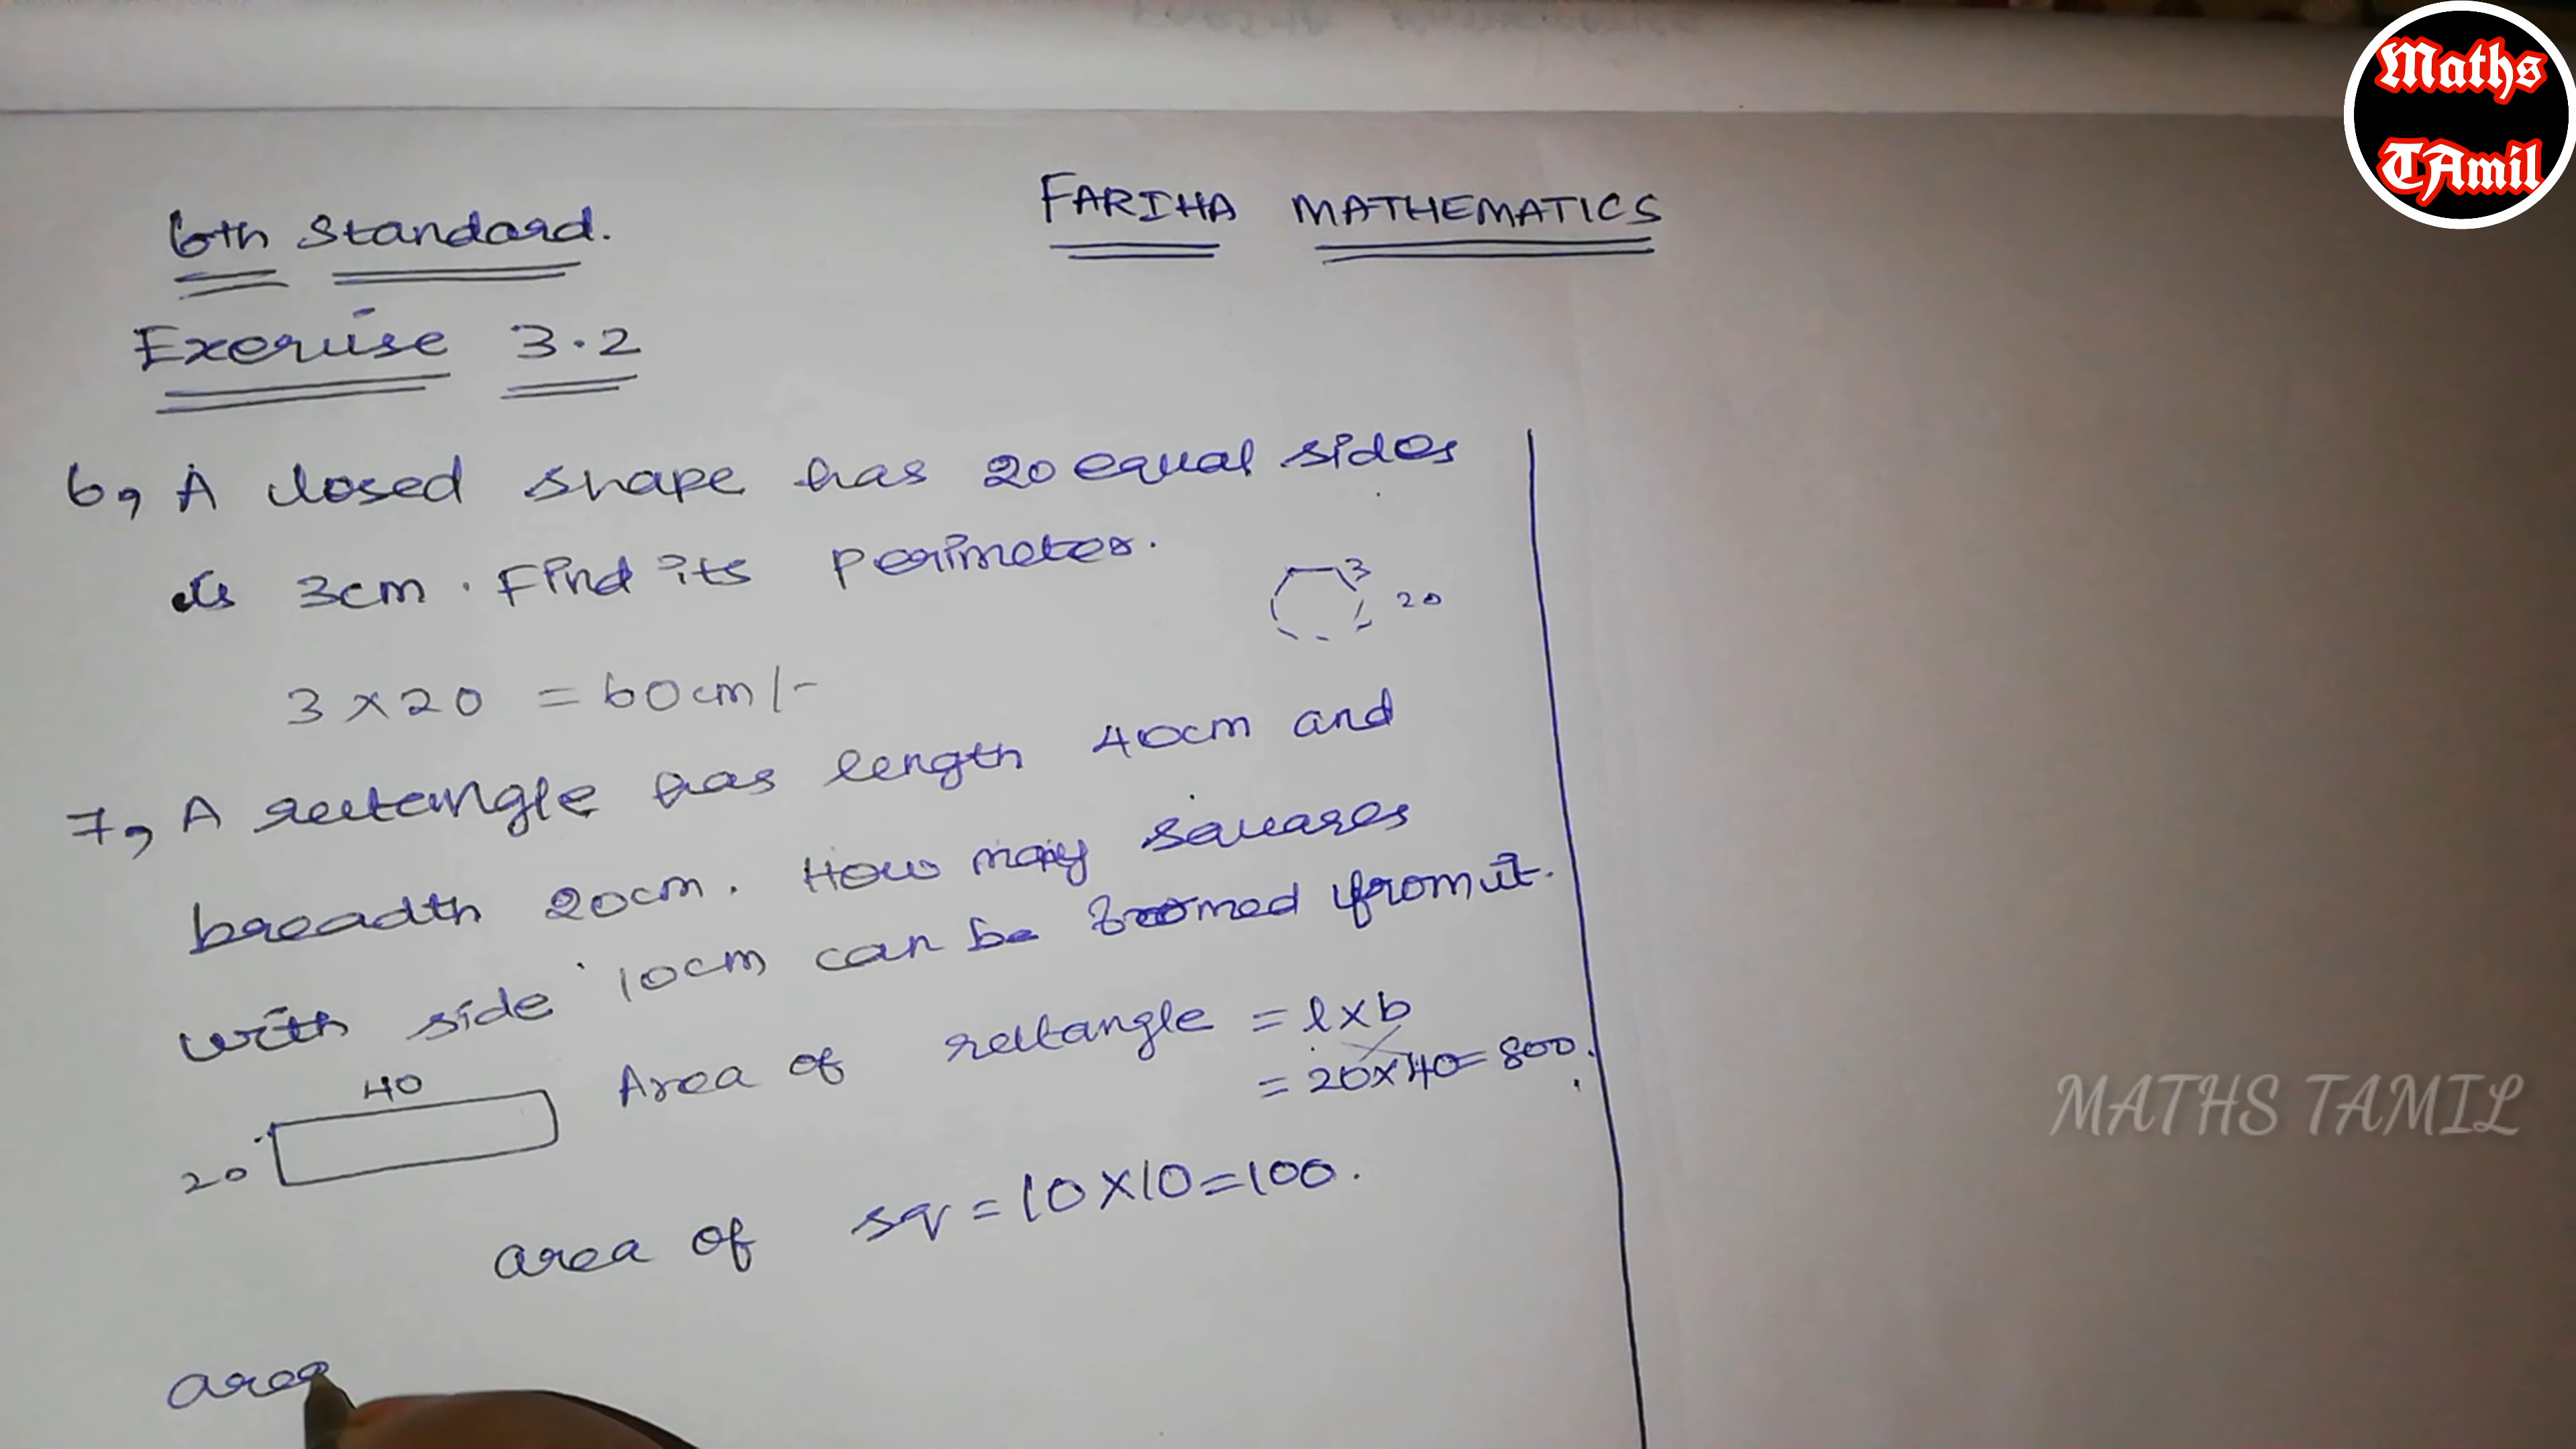 Maths
TAmil
FARIHA MATHEMATICS
6th standard.
Exercise 3.2
6, A closed shape has 20 equal sides
is 3cm. Find its perimeter.
3
20
3 × 20 = 60cm/-
7, A rectangle has length 40cm and
breadth 20cm. How many squares
with side 10cm can be formed from it.
40
20
Area of rectangle = l×b
= 20×40=800.
area of sq = 10×10=100.
area
MATHS TAMIL